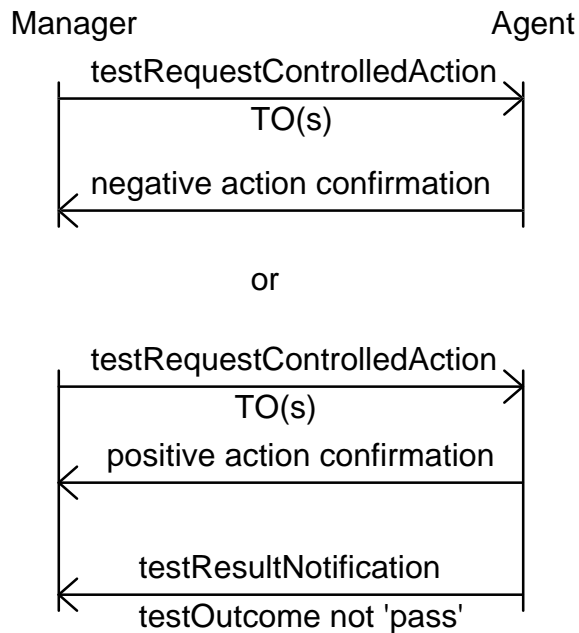 Manager Agent
testRequestControlledAction
TO(s)
negative action confirmation
or
testRequestControlledAction
TO(s)
positive action confirmation
testResultNotification
testOutcome not 'pass'